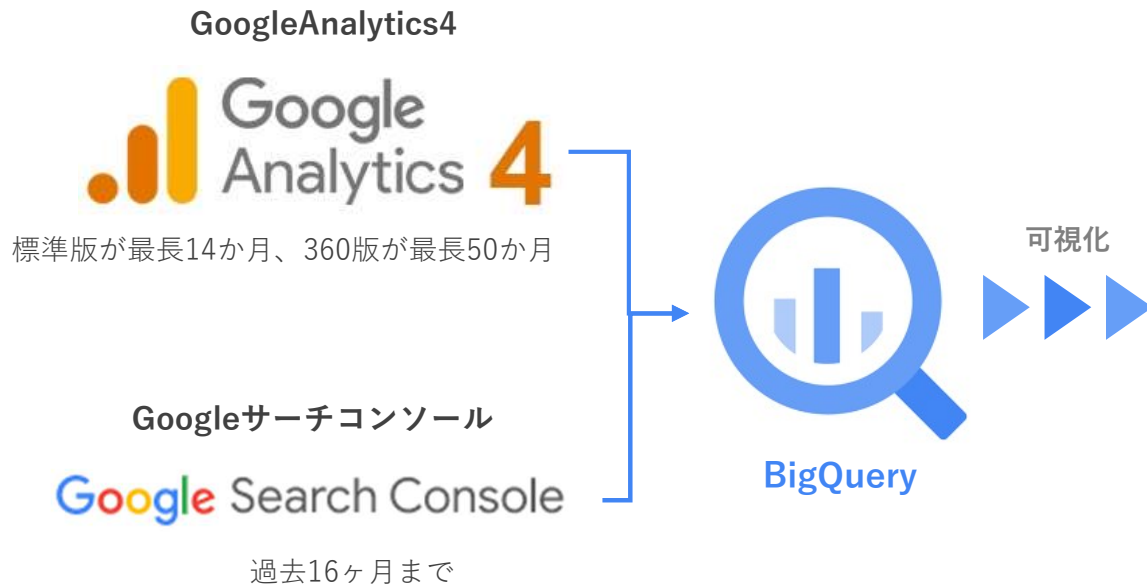 GoogleAnalytics4
Google
Analytics 4
標準版が最長14か月、360版が最長50か月
可視化
Googleサーチコンソール
Google Search Console
過去16ヶ月まで
BigQuery